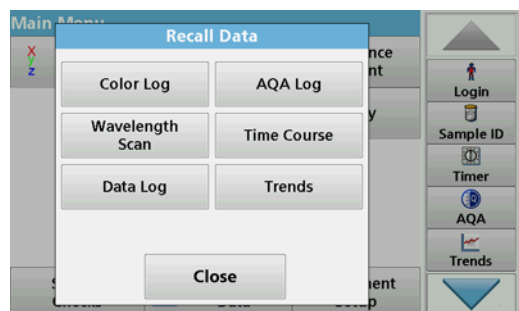 Main Menu
Recall Data
x
y
z
Color Log
AQA Log
Wavelength
Scan
Time Course
Data Log
Trends
Close
Login
Sample ID
Timer
AQA
Trends